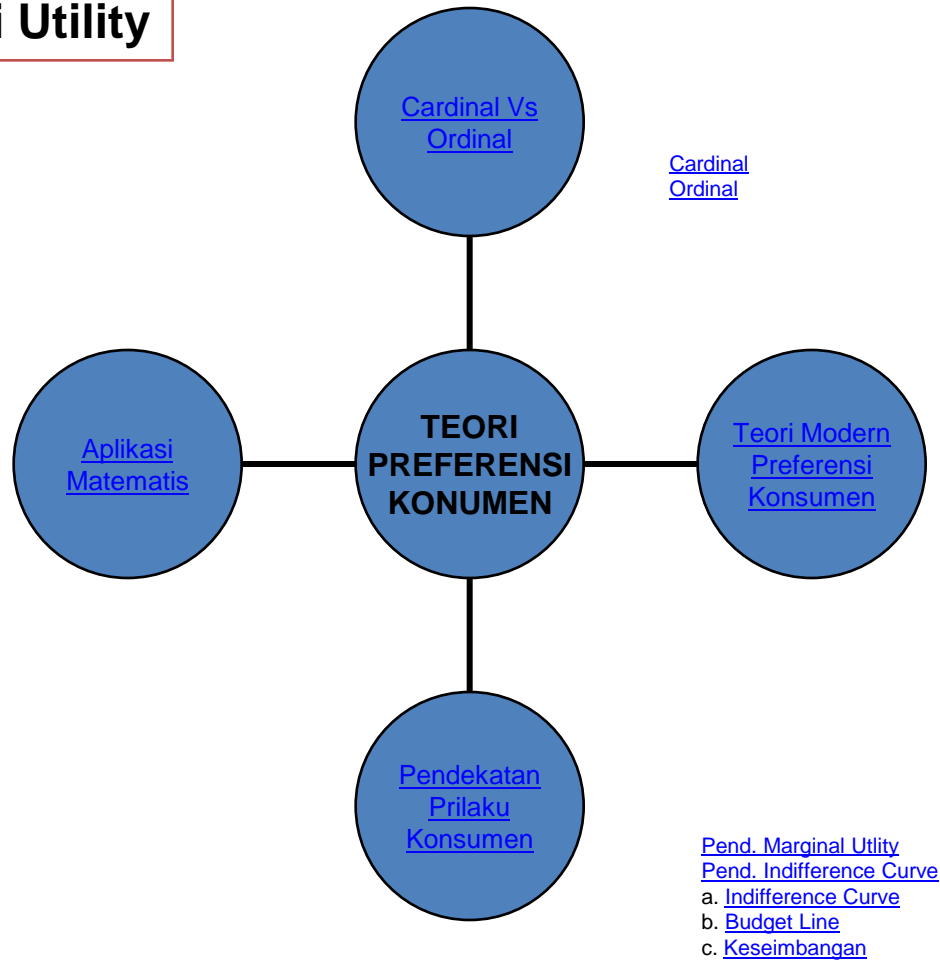 i Utility
Cardinal Vs
Ordinal
Cardinal
Ordinal
Aplikasi
Matematis
TEORI
PREFERENSI
KONUMEN
Teori Modern
Preferensi
Konsumen
Pendekatan
Prilaku
Konsumen
Pend. Marginal Utlity
Pend. Indifference Curve
a. Indifference Curve
b. Budget Line
c. Keseimbangan